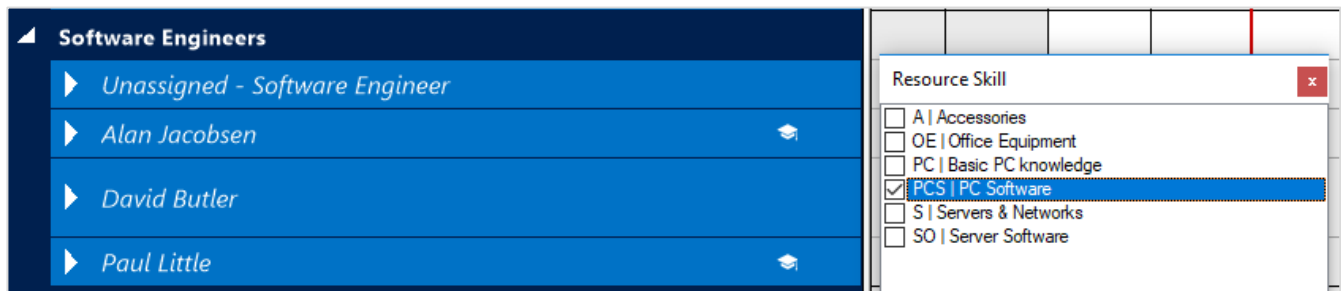 Software Engineers
Unassigned - Software Engineer
Alan Jacobsen
David Butler
Paul Little
Resource Skill
x
A | Accessories
OE | Office Equipment
PC | Basic PC knowledge
PCS | PC Software
S | Servers & Networks
SO | Server Software